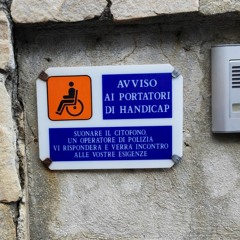 AVVISO
AI PORTATORI
DI HANDICAP
SUONARE IL CITOFONO,
UN OPERATORE DI POLIZIA
VI RISPONDERÀ E VERRÀ INCONTRO
ALLE VOSTRE ESIGENZE